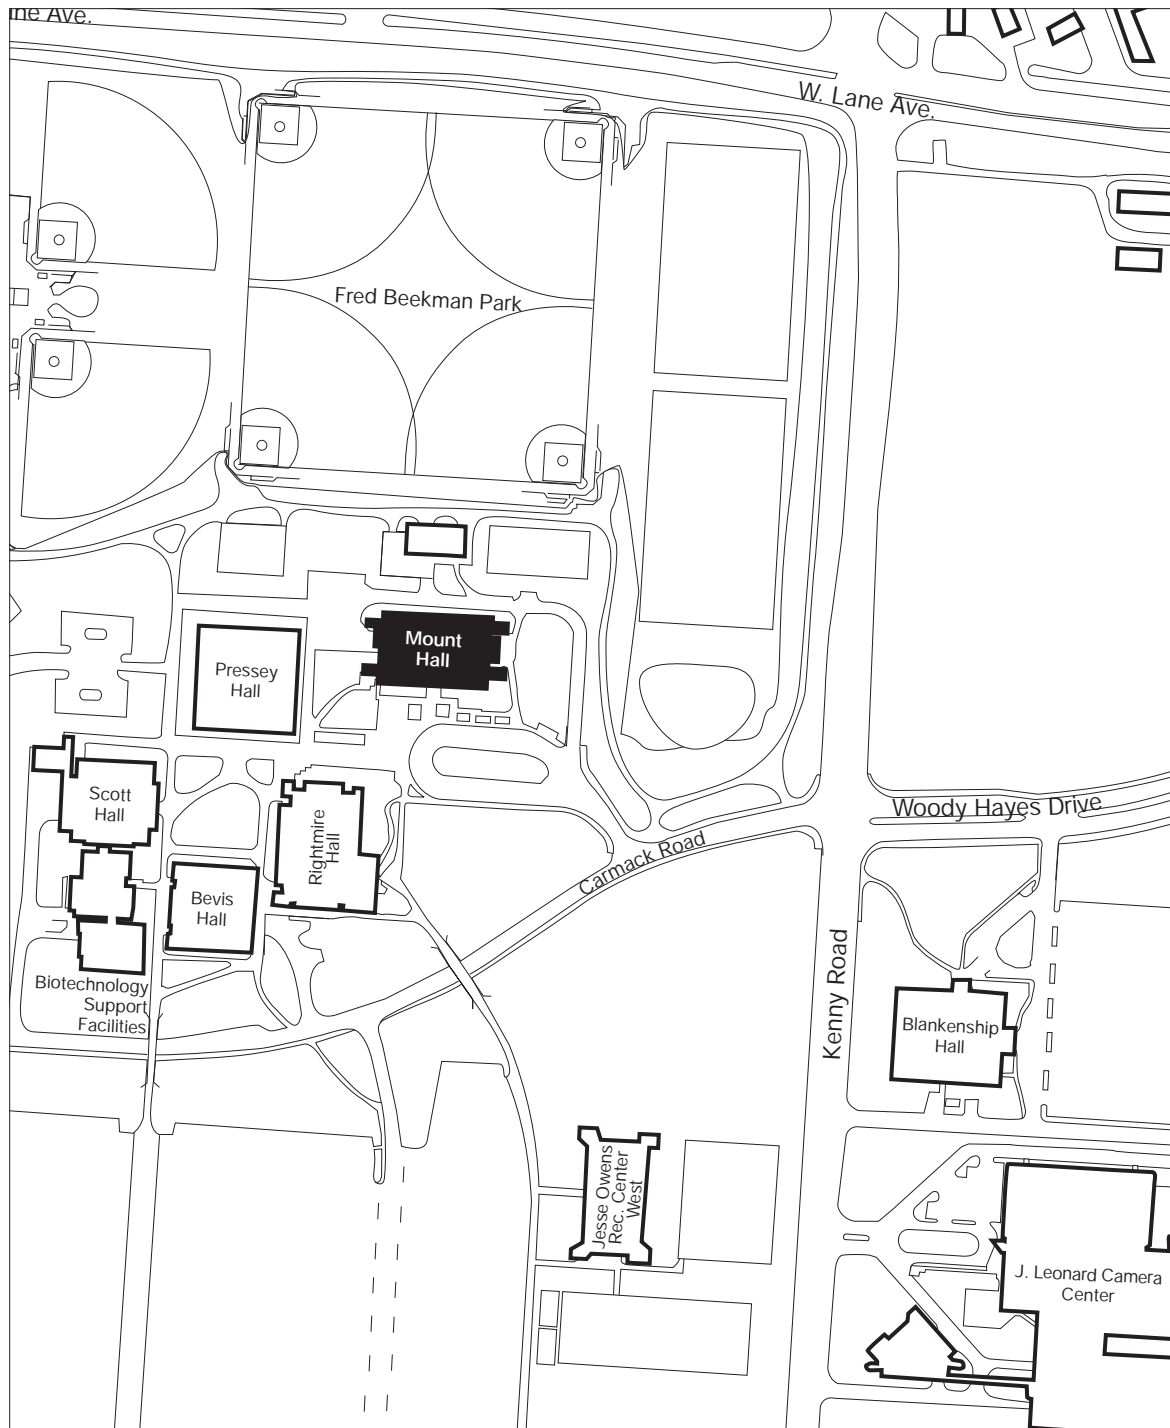 ne Ave.
W. Lane Ave.
Fred Beekman Park
Mount
Hall
Pressey
Hall
Scott
Hall
Rightmire
Hall
Woody Hayes Drive
Carmack Road
Bevis
Hall
Kenny Road
Biotechnology
Support
Facilities
Blankenship
Hall
Jesse Owens
Rec. Center
West
J. Leonard Camera
Center